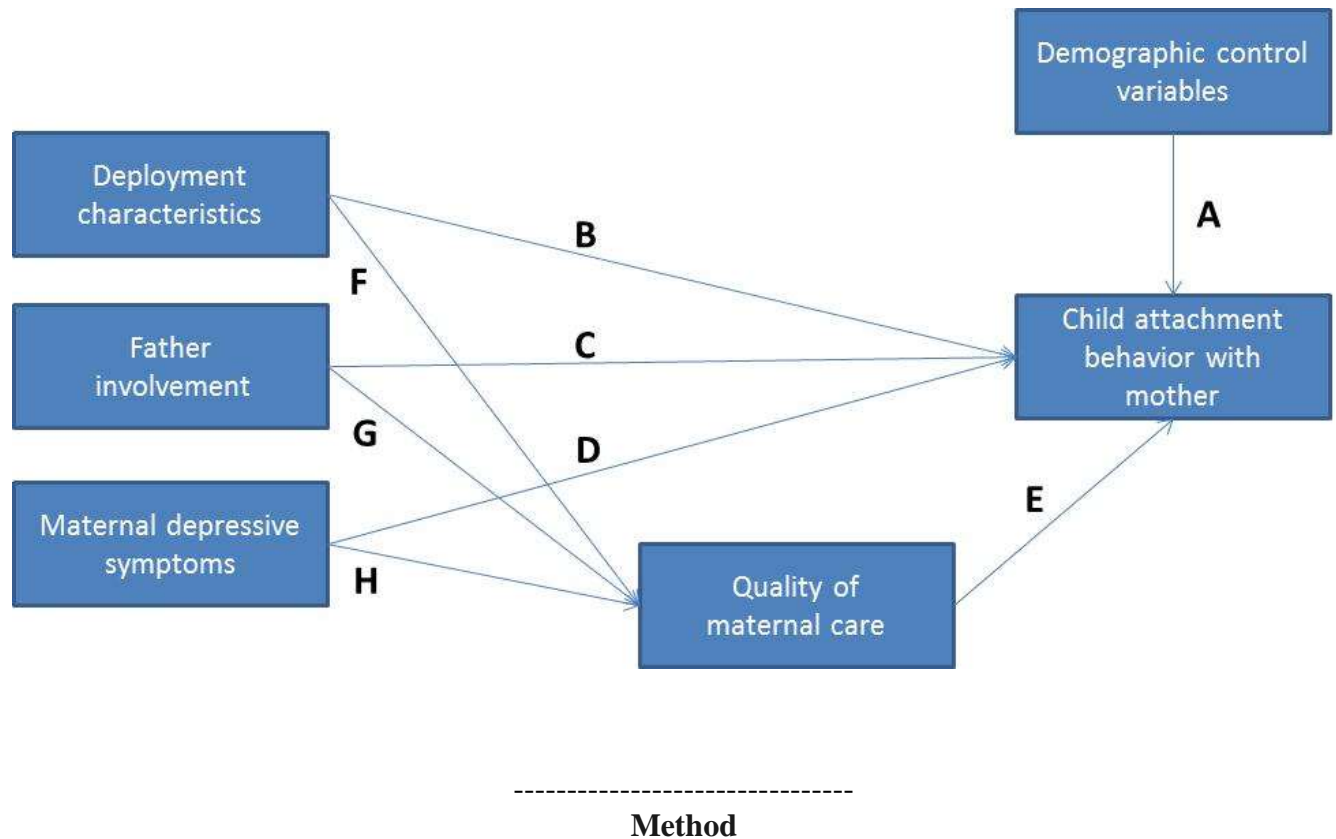 Demographic control
variables
Deployment
characteristics
A
B
F
Father
involvement
C
Child attachment
behavior with
mother
G
D
Maternal depressive
symptoms
E
H
Quality of
maternal care
--------------------------------
Method